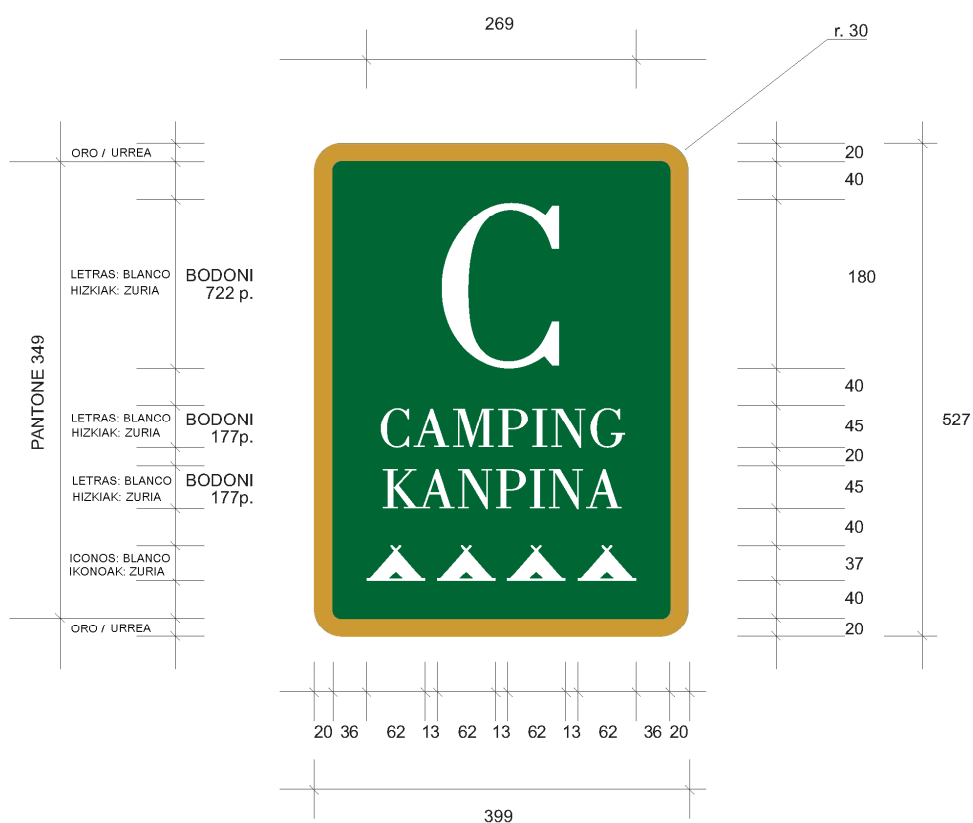 269
r. 30
ORO / URREA
20
40
LETRAS: BLANCO
HIZKIAK: ZURIA
BODONI
722 p.
C
180
PANTONE 349
40
LETRAS: BLANCO
HIZKIAK: ZURIA
BODONI
177p.
CAMPING
45
527
20
LETRAS: BLANCO
HIZKIAK: ZURIA
BODONI
177p.
KANPINA
45
40
ICONOS: BLANCO
IKONOAK: ZURIA
37
40
ORO / URREA
20
20 36 62 13 62 13 62 13 62 36 20
399